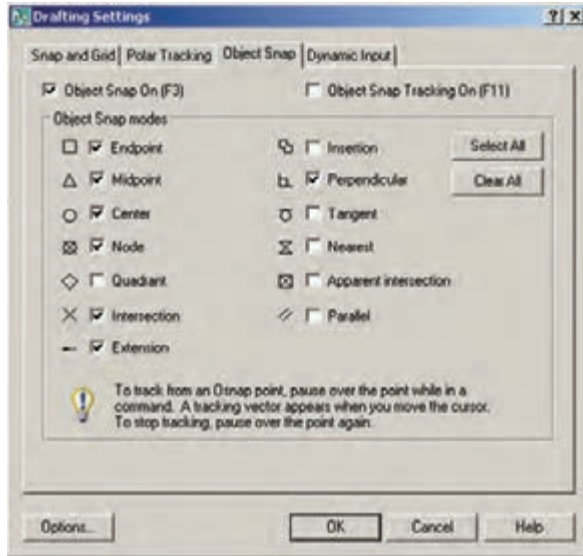 Drafting Settings
Snap and Grid Polar Tracking Object Snap Dynamic Input
Object Snap On (F3) Object Snap Tracking On (F11)
Object Snap modes
Endpoint Insertion Select All
Midpoint Perpendicular Clear All
Center Tangent
Node Nearest
Quadrant Apparent intersection
Intersection Parallel
Extension
To track from an Osnap point, pause over the point while in a
command. A tracking vector appears when you move the cursor.
To stop tracking, pause over the point again.
Options... OK Cancel Help